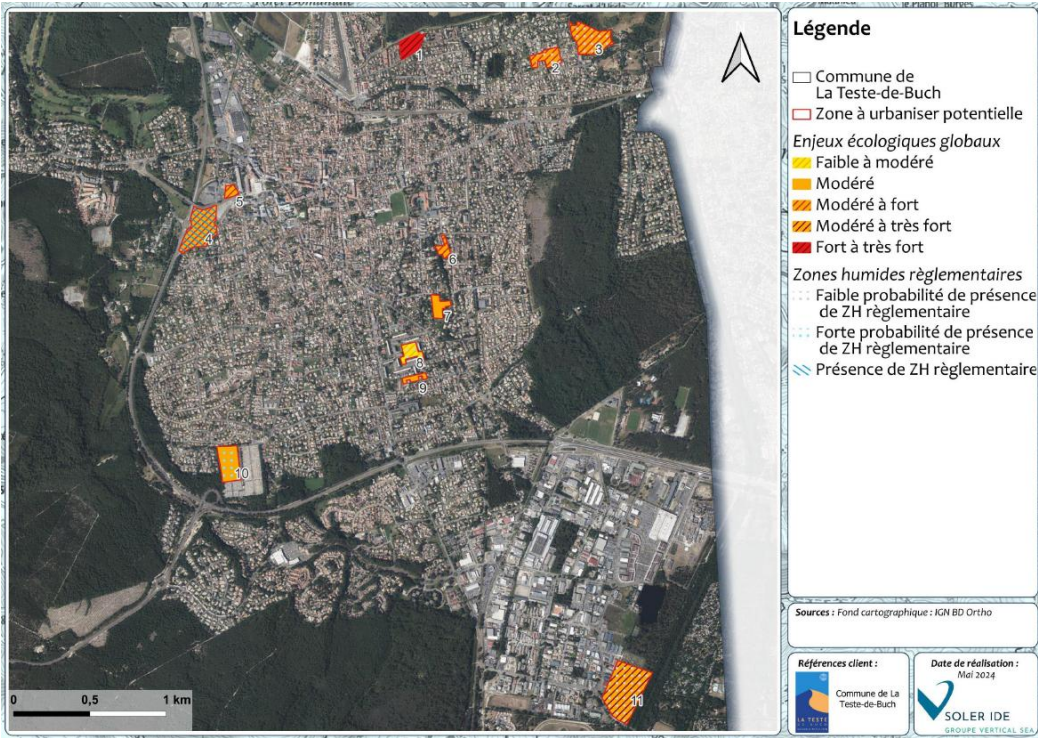 Forêt Domaniale
Légende
Commune de
La Teste-de-Buch
Zone à urbaniser potentielle
Enjeux écologiques globaux
Faible à modéré
Modéré
Modéré à fort
Modéré à très fort
Fort à très fort
Zones humides règlementaires
Faible probabilité de présence
de ZH règlementaire
Forte probabilité de présence
de ZH règlementaire
Présence de ZH règlementaire
1
2
3
5
4
6
7
8
9
10
11
0 0,5 1 km
Sources : Fond cartographique : IGN BD Ortho
Références client :
LA TESTE
Commune de La
Teste-de-Buch
Date de réalisation :
Mai 2024
SOLER IDE
GROUPE VERTICAL SEA